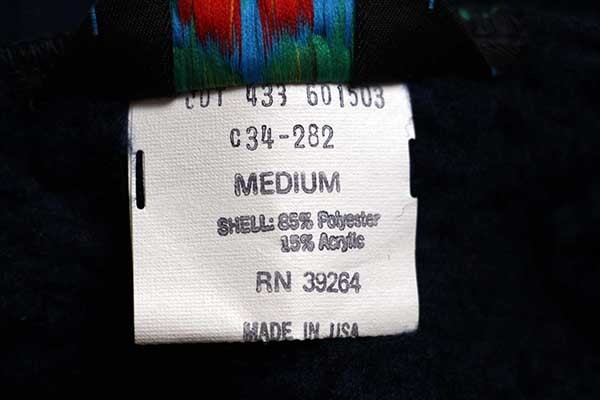 CUT 433 601503
C34-282
MEDIUM
SHELL: 85% Polyester
15% Acrylic
RN 39264
MADE IN USA